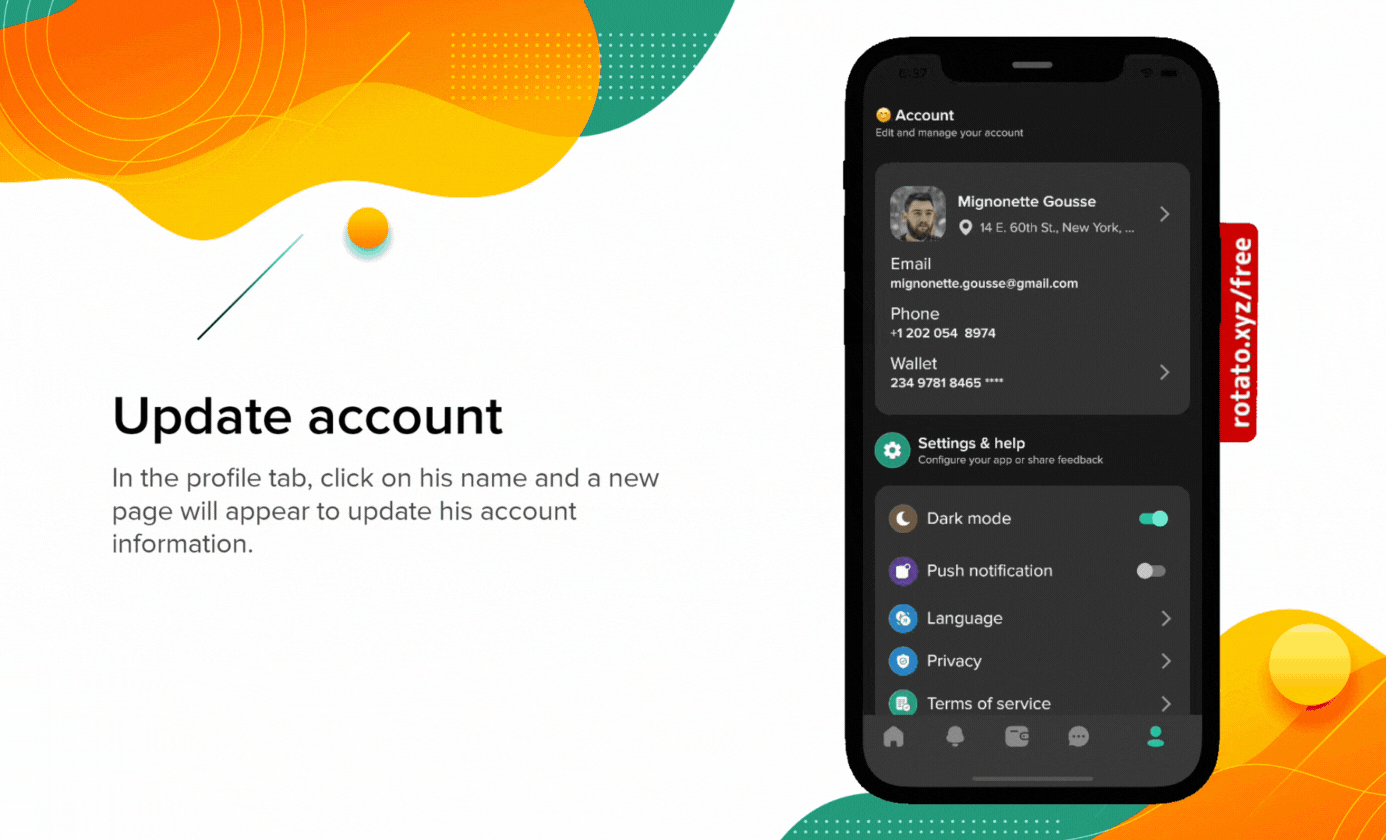 Update account
In the profile tab, click on his name and a new
page will appear to update his account
information.
6:37
😊 Account
Edit and manage your account
Mignonette Gousse
14 E. 60th St., New York, ...
Email
mignonette.gousse@gmail.com
Phone
+1 202 054 8974
Wallet
234 9781 8465 ****
Settings & help
Configure your app or share feedback
Dark mode
Push notification
Language
Privacy
Terms of service
rotato.xyz/free